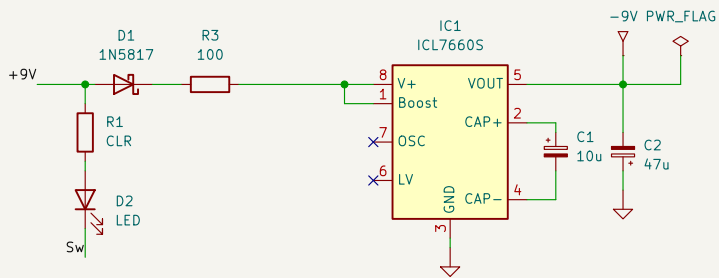 -9V PWR_FLAG
D1
1N5817
R3
100
IC1
ICL7660S
+9V
8
V+
1
Boost
VOUT
5
CAP+
2
R1
CLR
7
OSC
C1
10u
C2
47u
6
LV
D2
LED
CAP-
4
GND
3
Sw
+
+